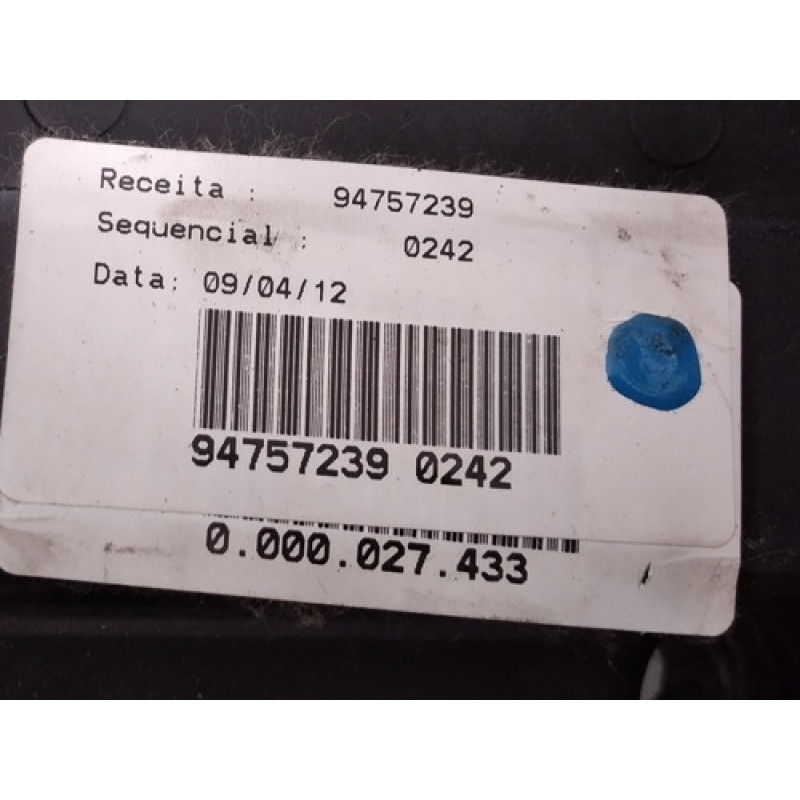 Receita : 94757239
Sequencial : 0242
Data: 09/04/12
94757239 0242
0.000.027.433